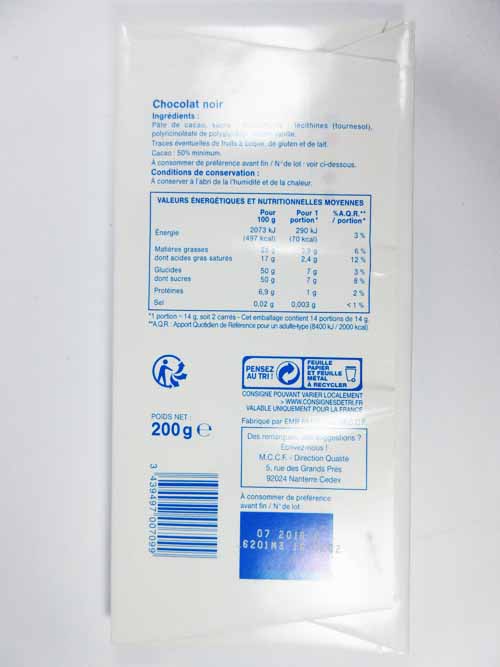 Chocolat noir
Ingrédients :
Pâte de cacao, sucre, lécithines (tournesol),
polyricinoléate de vanille.
Traces éventuelles de fruits à coque, de gluten et de lait.
Cacao : 50% minimum.
A consommer de préférence avant fin / N° de lot : voir ci-dessous.
Conditions de conservation :
A conserver à l'abri de la l'humidité et de la chaleur.
VALEURS ÉNERGÉTIQUES ET NUTRITIONNELLES MOYENNES
Pour 100 g Pour 1 portion* %A.Q.R.** / portion*
Énergie 2073 kJ (497 kcal) 290 kJ (70 kcal) 3 %
Matières grasses 6 %
dont acides gras saturés 17 g 2,4 g 12 %
Glucides 50 g 7 g 3 %
dont sucres 50 g 7 g 8 %
Protéines 6,9 g 1 g 2 %
Sel 0,02 g 0,003 g < 1 %
*1 portion = 14 g, soit 2 carrés - Cet emballage contient 14 portions de 14 g.
**A.Q.R : Apport Quotidien de Référence pour un adulte-type (8400 kJ / 2000 kcal)
PENSEZ
AU TRI !
FEUILLE
PAPIER
ET FEUILLE
METAL
À RECYCLER
CONSIGNE POUVANT VARIER LOCALEMENT
> WWW.CONSIGNESDETRI.FR
VALABLE UNIQUEMENT POUR LA FRANCE
POIDS NET :
200 g e
Fabriqué par EMB
Des remarques, des suggestions ?
Écrivez-nous !
M.C.C.F. - Direction Qualité
5, rue des Grands Prés
92024 Nanterre Cedex
3 439497 007099
À consommer de préférence
avant fin / N° de lot
07 2018